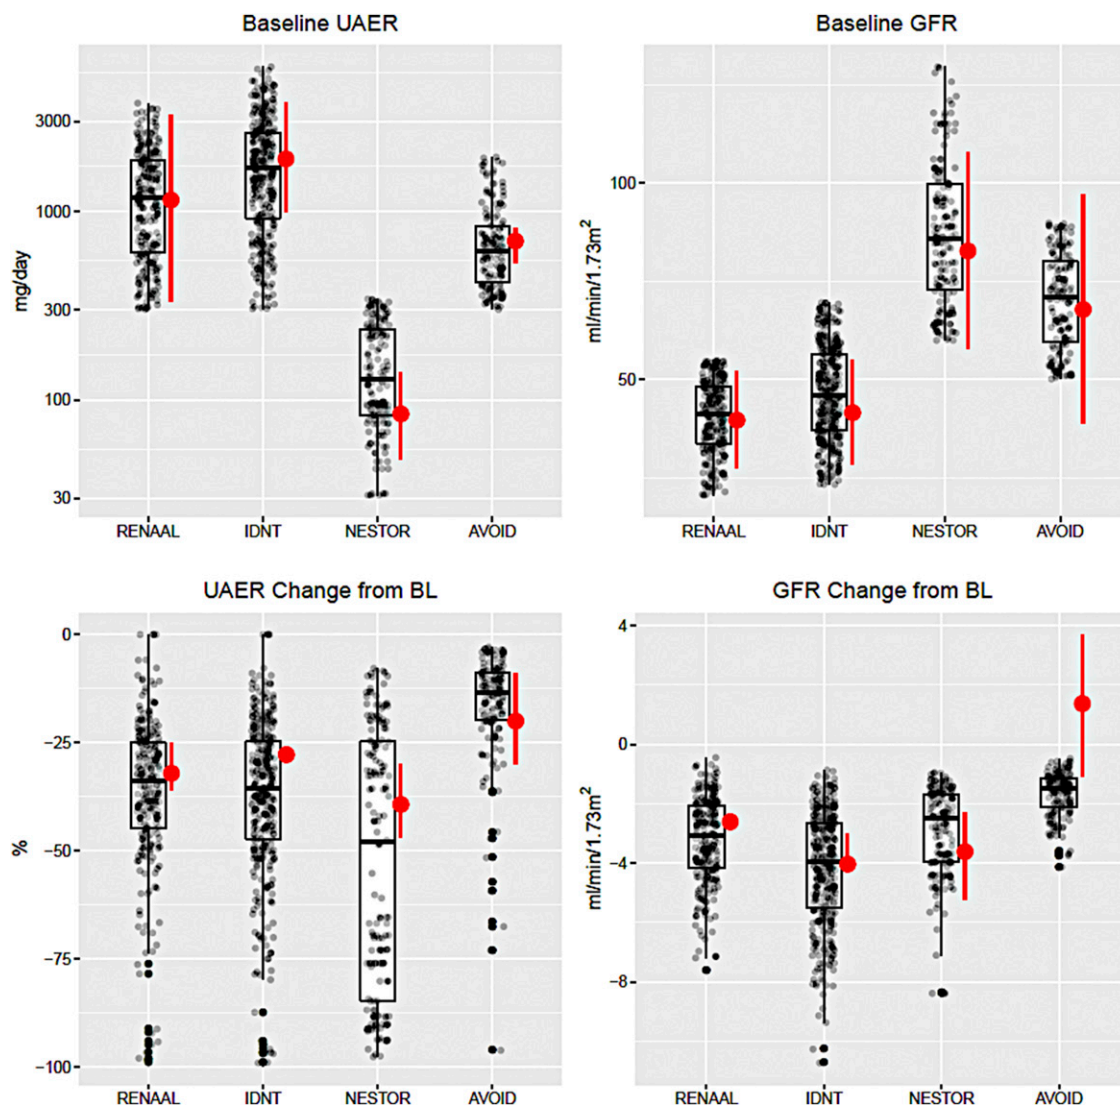 Baseline UAER
mg/day
3000
1000
300
100
30
RENAAL IDNT NESTOR AVOID
Baseline GFR
ml/min/1.73m²
100
50
RENAAL IDNT NESTOR AVOID
UAER Change from BL
%
0
−25
−50
−75
−100
RENAAL IDNT NESTOR AVOID
GFR Change from BL
ml/min/1.73m²
4
0
−4
−8
RENAAL IDNT NESTOR AVOID